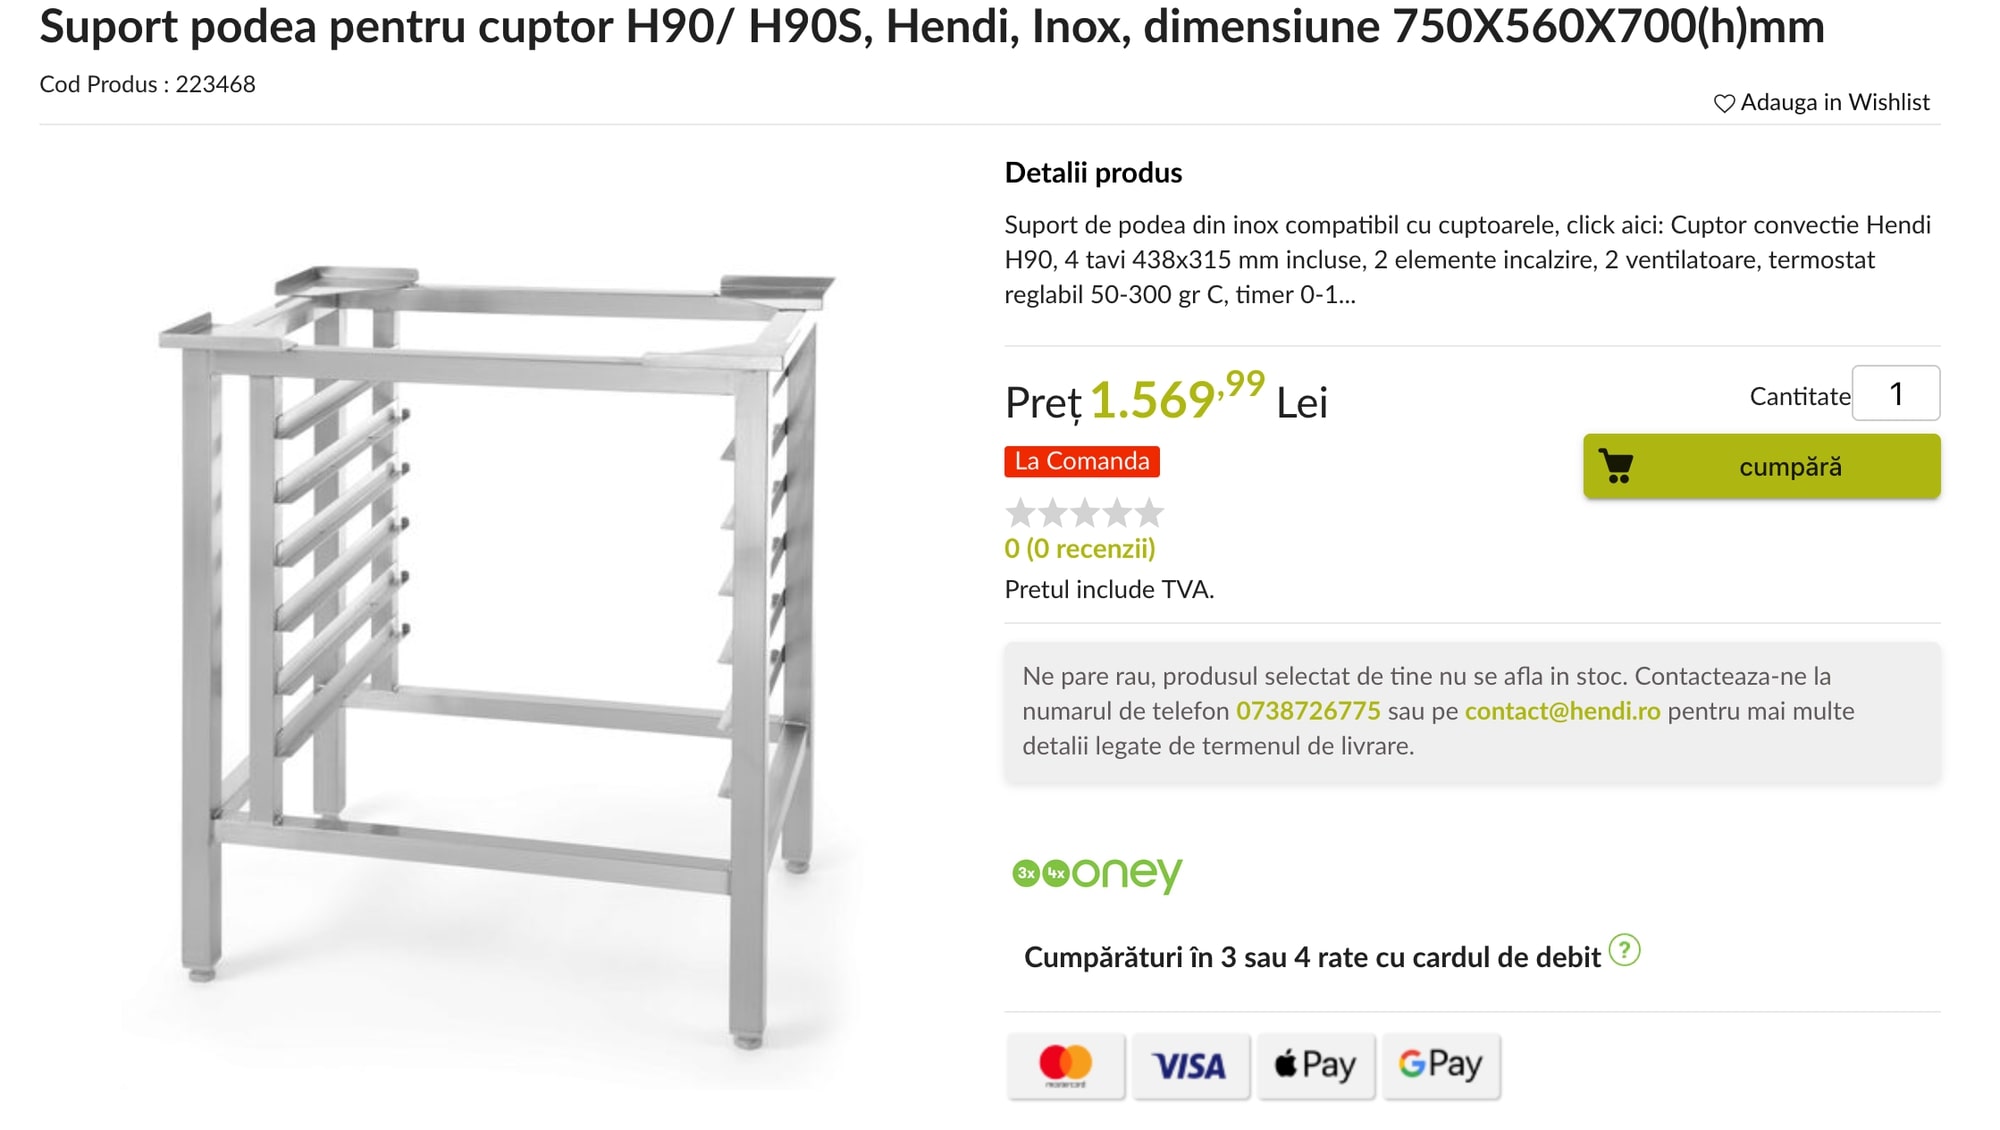 Suport podea pentru cuptor H90/ H90S, Hendi, Inox, dimensiune 750X560X700(h)mm
Cod Produs : 223468
Adauga in Wishlist
Detalii produs
Suport de podea din inox compatibil cu cuptoarele, click aici: Cuptor convectie Hendi
H90, 4 tavi 438x315 mm incluse, 2 elemente incalzire, 2 ventilatoare, termostat
reglabil 50-300 gr C, timer 0-1...
Preț 1.569,99 Lei
Cantitate 1
La Comanda
cumpără
0 (0 recenzii)
Pretul include TVA.
Ne pare rau, produsul selectat de tine nu se afla in stoc. Contacteaza-ne la
numarul de telefon 0738726775 sau pe contact@hendi.ro pentru mai multe
detalii legate de termenul de livrare.
3x 4x oney
Cumpărături în 3 sau 4 rate cu cardul de debit ?
mastercard VISA Pay G Pay